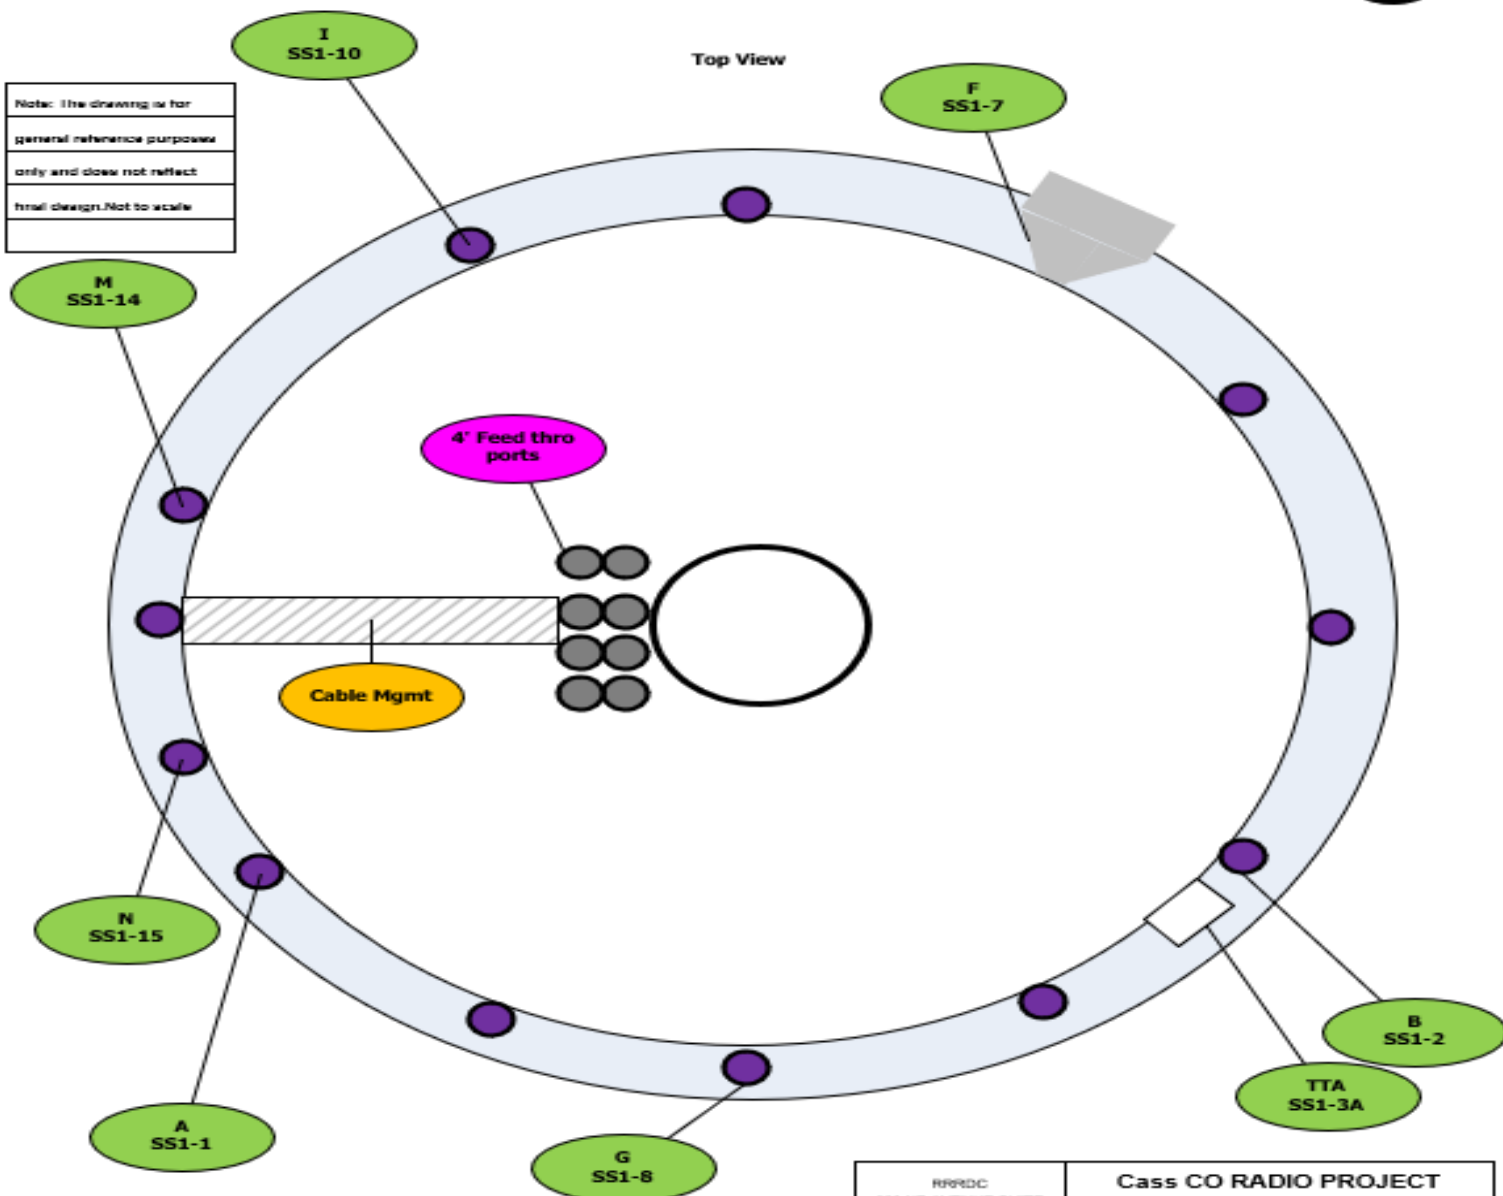 I
SS1-10
Top View
F
SS1-7
Note: The drawing is for
general reference purposes
only and does not reflect
final design.Not to scale
M
SS1-14
4' Feed thro
ports
Cable Mgmt
N
SS1-15
B
SS1-2
TTA
SS1-3A
A
SS1-1
G
SS1-8
RRRDC
Cass CO RADIO PROJECT